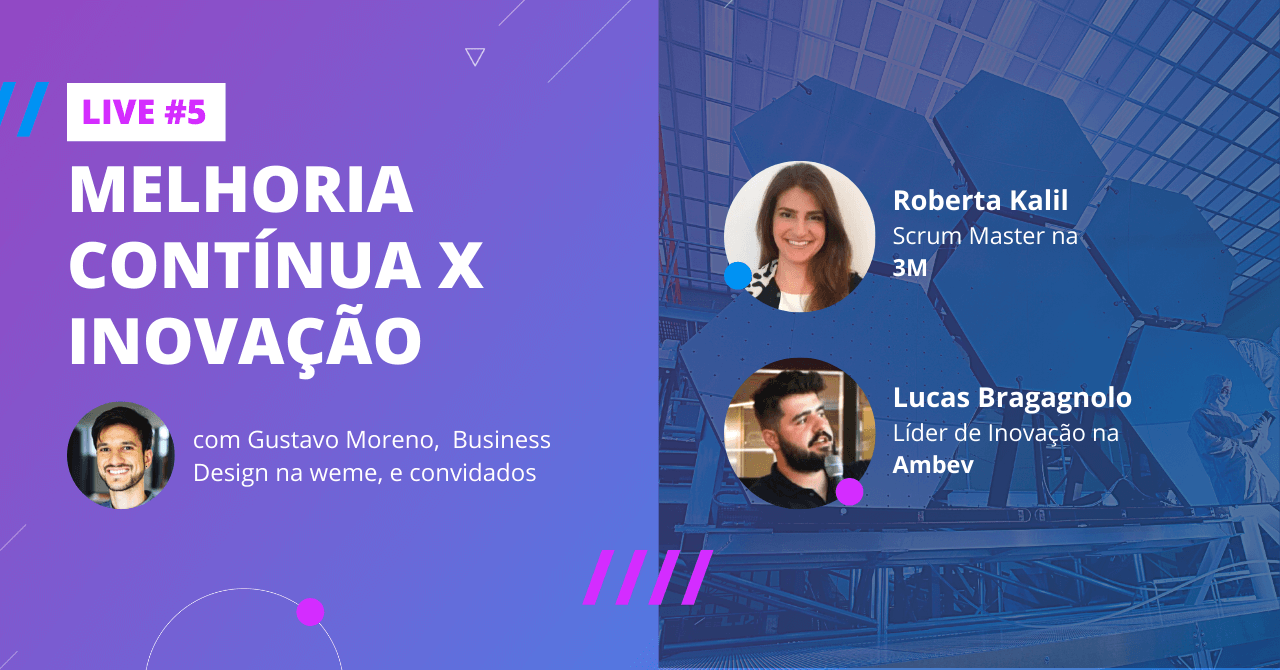 LIVE #5
MELHORIA
CONTÍNUA X
INOVAÇÃO
com Gustavo Moreno, Business
Design na weme, e convidados
Roberta Kalil
Scrum Master na
3M
Lucas Bragagnolo
Líder de Inovação na
Ambev